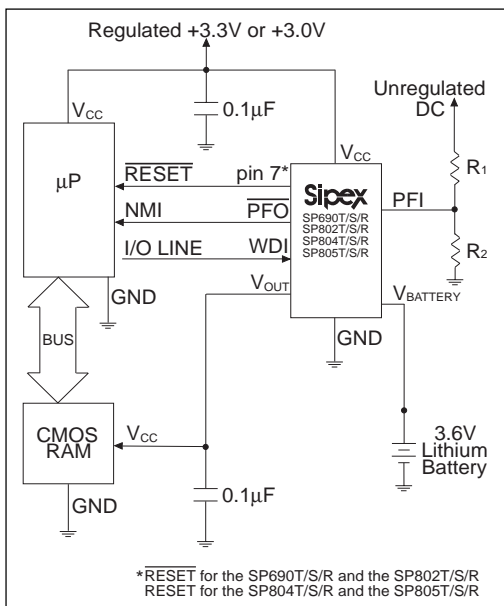 Regulated +3.3V or +3.0V
Unregulated
DC
VCC
0.1µF
VCC
R1
µP
RESET
pin 7*
Sipex
SP690T/S/R
SP802T/S/R
SP804T/S/R
SP805T/S/R
PFI
NMI
PFO
I/O LINE
WDI
R2
VOUT
GND
VBATTERY
GND
BUS
CMOS
RAM
VCC
3.6V
Lithium
Battery
GND
0.1µF
*RESET for the SP690T/S/R and the SP802T/S/R
RESET for the SP804T/S/R and the SP805T/S/R